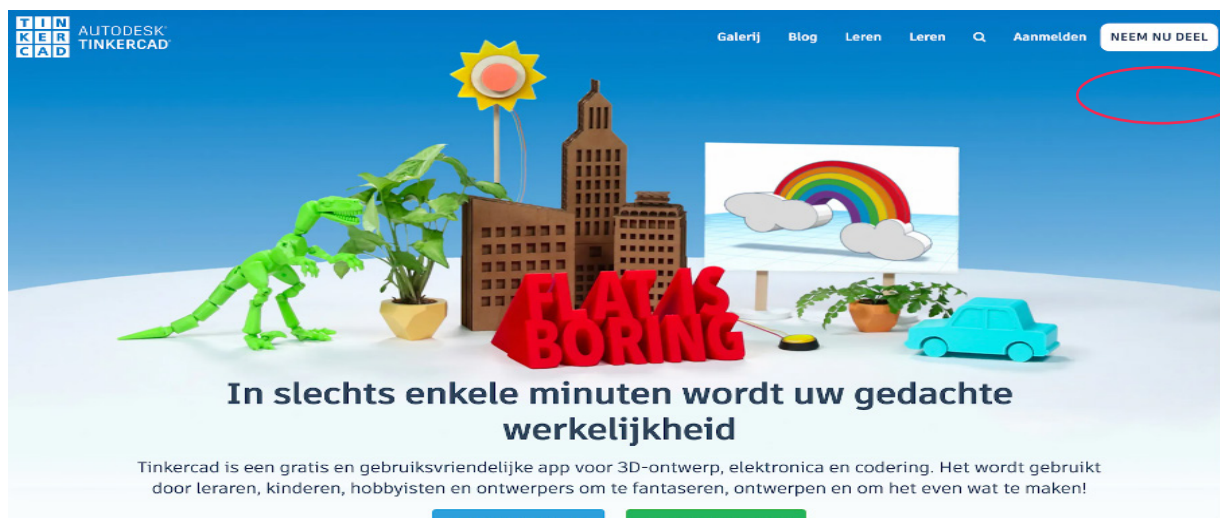 TIN
KER
CAD
AUTODESK®
TINKERCAD®
Galerij Blog Leren Leren Aanmelden NEEM NU DEEL
FLAT IS
BORING
In slechts enkele minuten wordt uw gedachte
werkelijkheid
Tinkercad is een gratis en gebruiksvriendelijke app voor 3D-ontwerp, elektronica en codering. Het wordt gebruikt
door leraren, kinderen, hobbyisten en ontwerpers om te fantaseren, ontwerpen en om het even wat te maken!